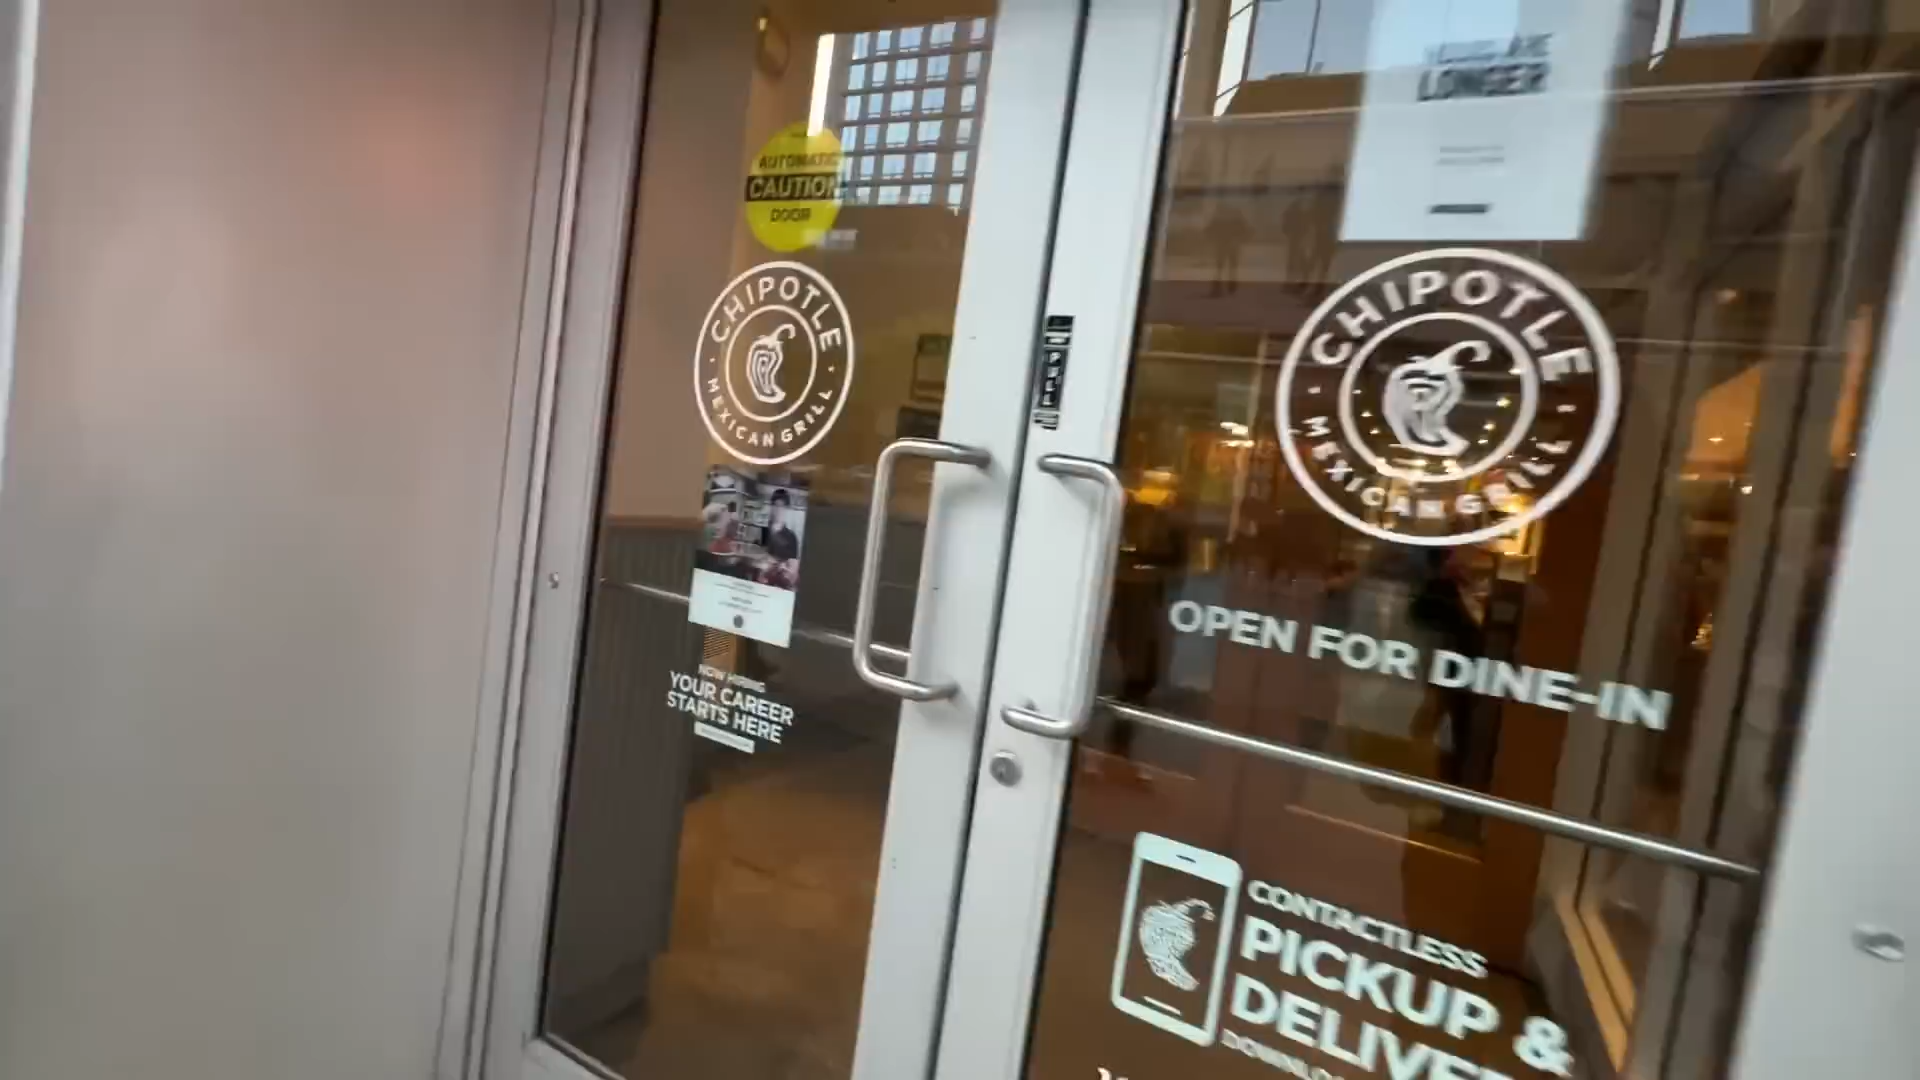 AUTOMATIC
CAUTION
DOOR
CHIPOTLE
MEXICAN GRILL
NOW HIRING
YOUR CAREER
STARTS HERE
PULL
LONGER
CHIPOTLE
MEXICAN GRILL
OPEN FOR DINE-IN
CONTACTLESS
PICKUP &
DELIVE